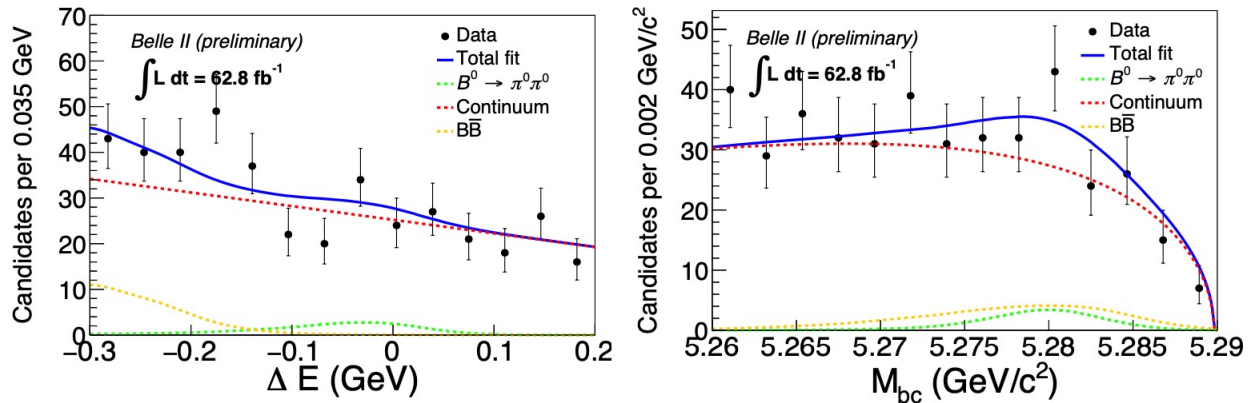 Candidates per 0.035 GeV
70
60
50
40
30
20
10
0
Belle II (preliminary)
∫L dt = 62.8 fb⁻¹
Data
Total fit
B⁰ → π⁰π⁰
Continuum
BB̅
−0.3 −0.2 −0.1 0 0.1 0.2
Δ E (GeV)
Candidates per 0.002 GeV/c²
50
40
30
20
10
0
Belle II (preliminary)
∫L dt = 62.8 fb⁻¹
Data
Total fit
B⁰ → π⁰π⁰
Continuum
BB̅
5.26 5.265 5.27 5.275 5.28 5.285 5.29
M_bc (GeV/c²)